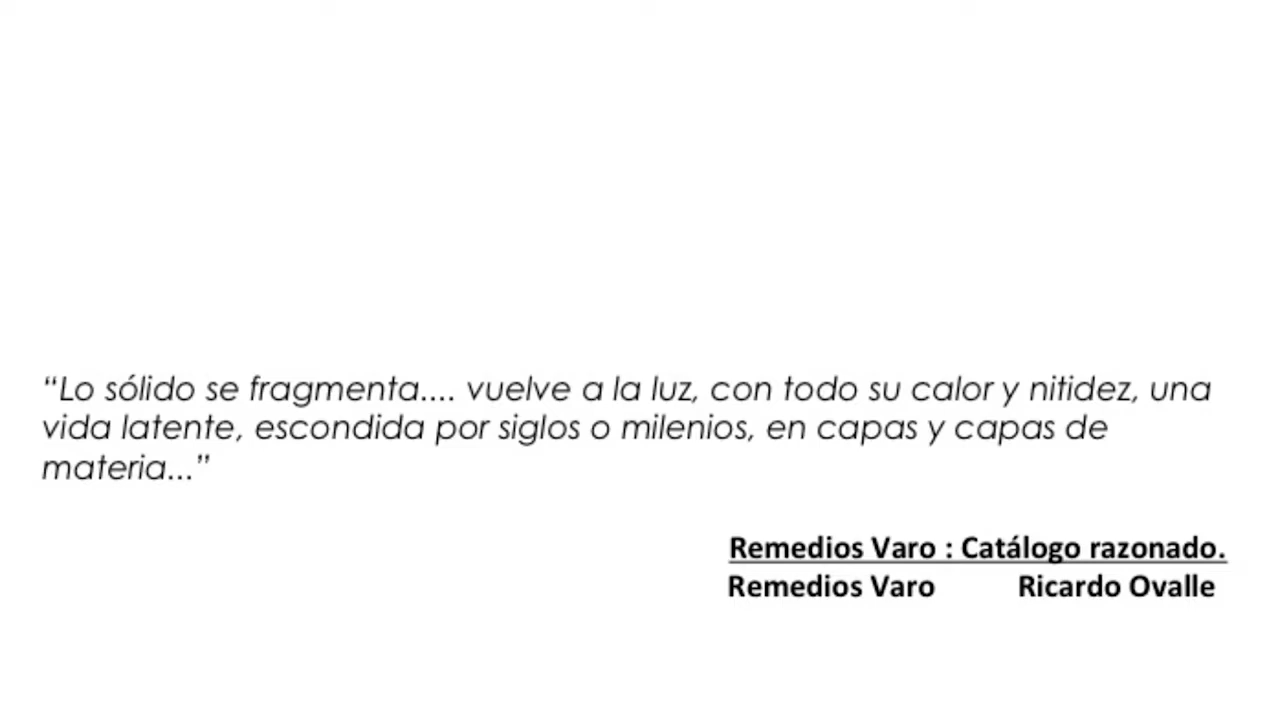 “Lo sólido se fragmenta.... vuelve a la luz, con todo su calor y nitidez, una
vida latente, escondida por siglos o milenios, en capas y capas de
materia...”
Remedios Varo : Catálogo razonado.
Remedios Varo Ricardo Ovalle